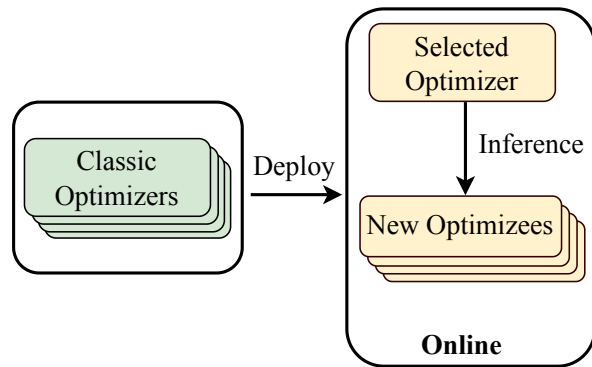 Classic
Optimizers
Deploy
Selected
Optimizer
Inference
New Optimizees
Online